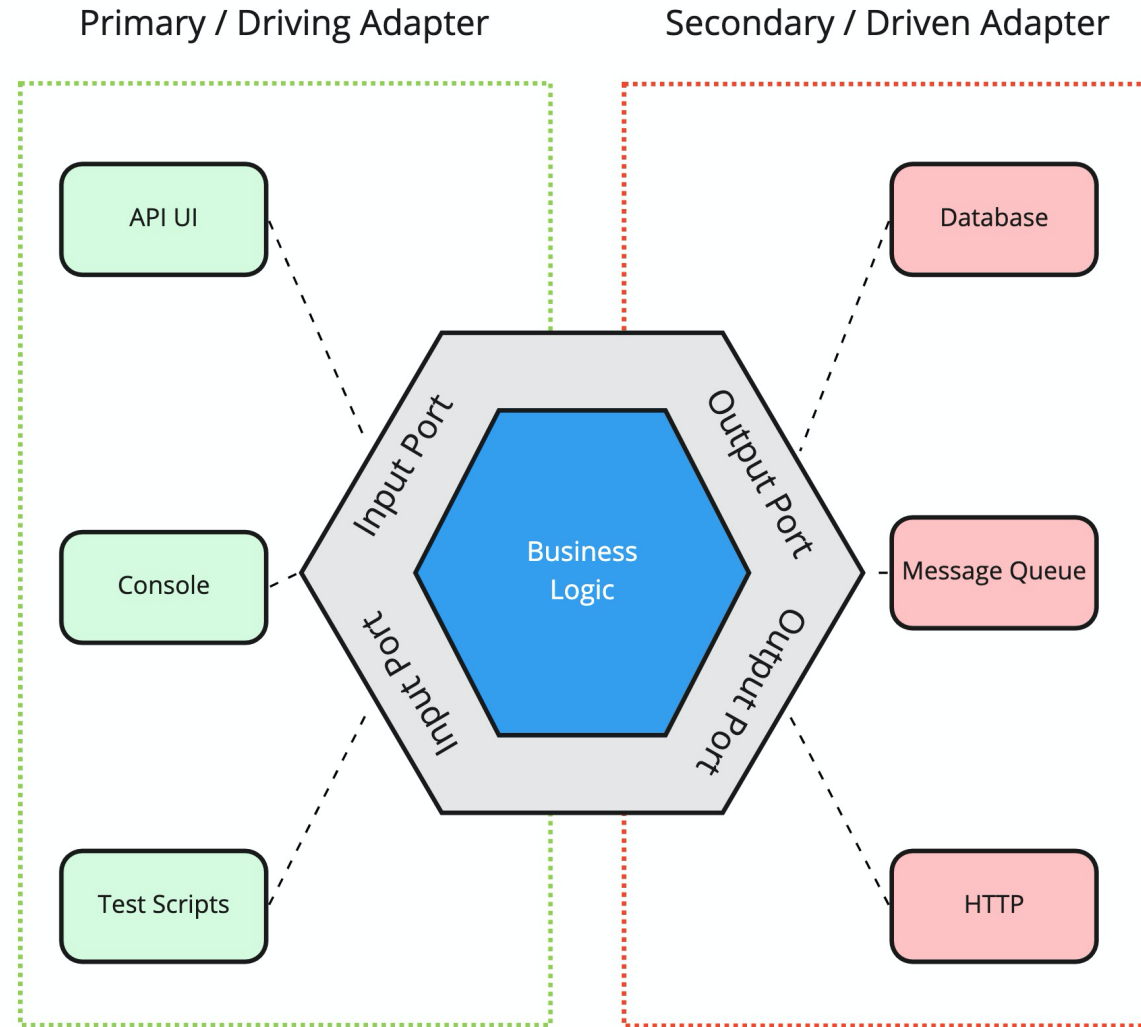 Primary / Driving Adapter
Secondary / Driven Adapter
API UI
Database
Input Port
Output Port
Business
Logic
Console
Message Queue
Input Port
Output Port
Test Scripts
HTTP